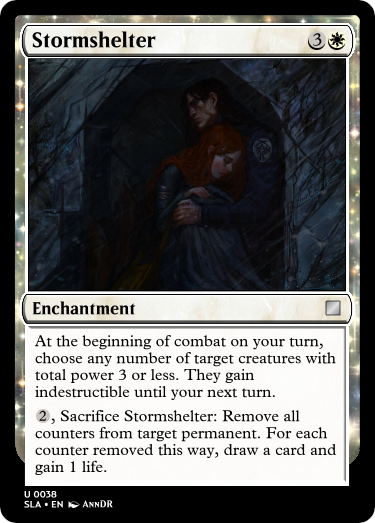 Stormshelter 3
Enchantment
At the beginning of combat on your turn,
choose any number of target creatures with
total power 3 or less. They gain
indestructible until your next turn.
2, Sacrifice Stormshelter: Remove all
counters from target permanent. For each
counter removed this way, draw a card and
gain 1 life.
U 0038
SLA • EN AnnDR